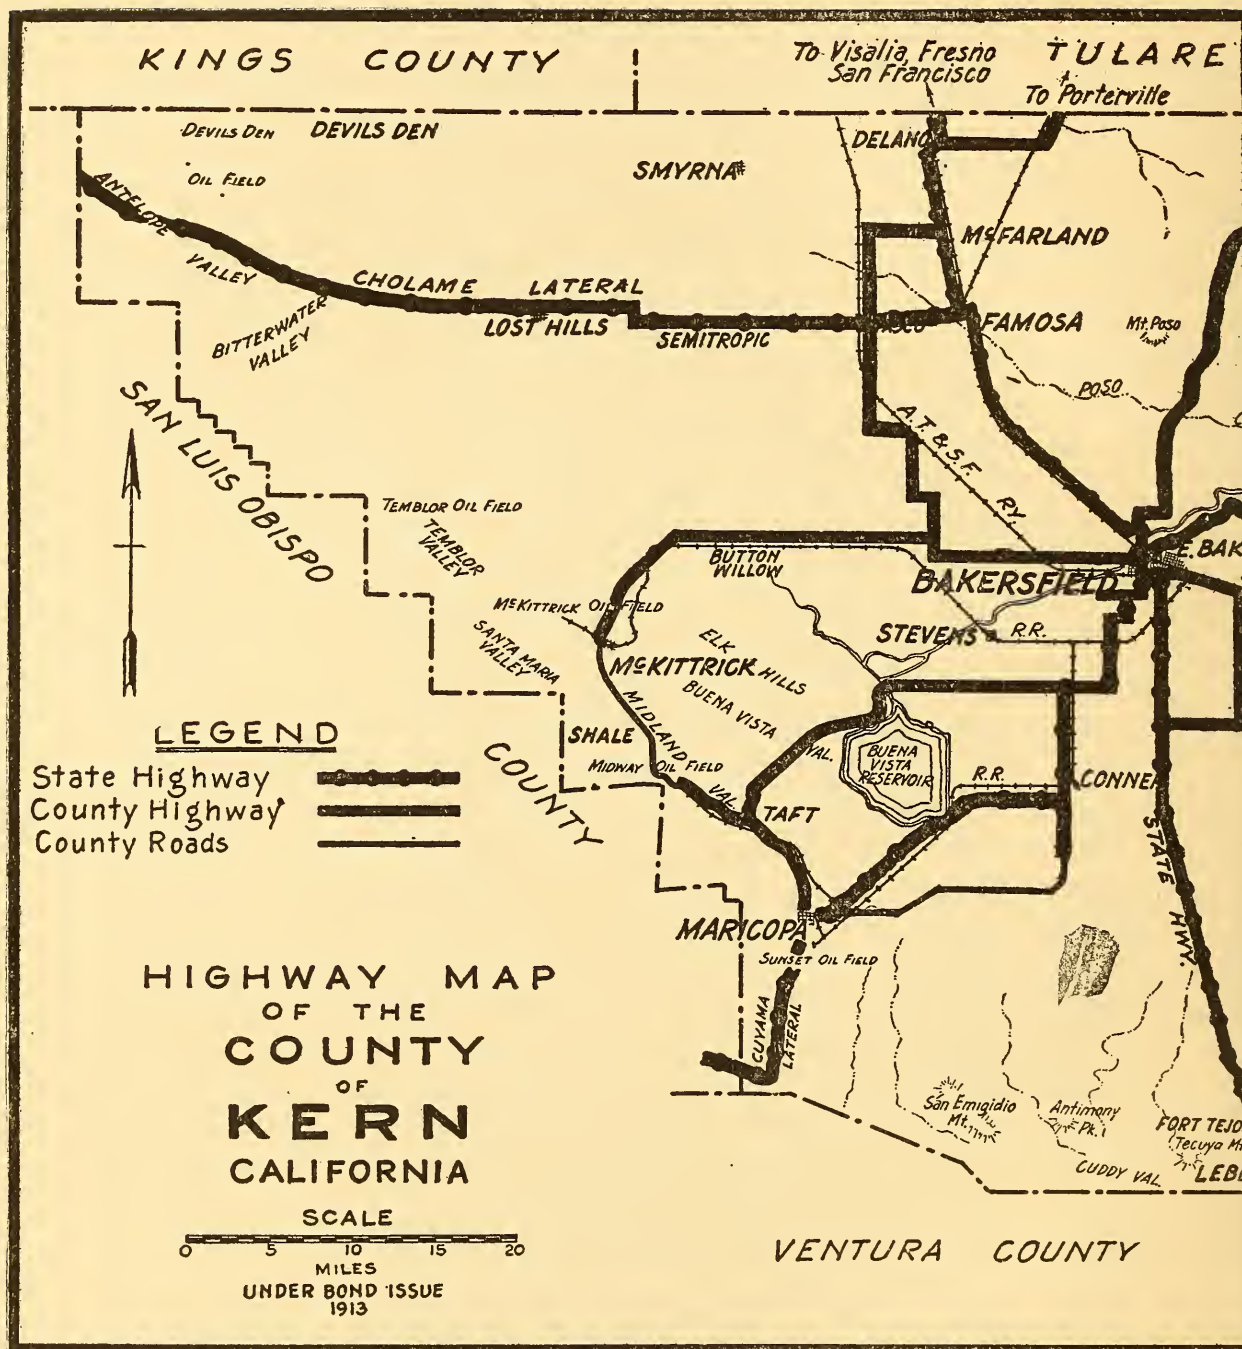 KINGS COUNTY
To Visalia, Fresno
San Francisco
TULARE
To Porterville
DEVILS DEN
DEVILS DEN
OIL FIELD
SMYRNA
DELANO
ANTELOPE
VALLEY
McFARLAND
CHOLAME LATERAL
LOST HILLS
SEMITROPIC
FAMOSA
Mt. Poso
BITTERWATER
VALLEY
POSO
SAN LUIS OBISPO
COUNTY
A.T.& S.F. RY.
TEMBLOR OIL FIELD
TEMBLOR
VALLEY
BUTTON
WILLOW
E. BAK
BAKERSFIELD
McKITTRICK OIL FIELD
SANTA MARIA
VALLEY
STEVENS
R.R.
ELK HILLS
McKITTRICK
BUENA VISTA
VAL.
MIDLAND
VAL.
SHALE
MIDWAY OIL FIELD
BUENA
VISTA
RESERVOIR
R.R.
CONNER
TAFT
STATE HWY.
LEGEND
State Highway
County Highway
County Roads
MARICOPA
SUNSET OIL FIELD
CUYAMA
LATERAL
HIGHWAY MAP
OF THE
COUNTY
OF
KERN
CALIFORNIA
SCALE
0 5 10 15 20
MILES
UNDER BOND ISSUE
1913
San Emigidio
Mt.
Antimony
Pk.
FORT TEJO
Tecuya Mt
CUDDY VAL.
LEBE
VENTURA COUNTY